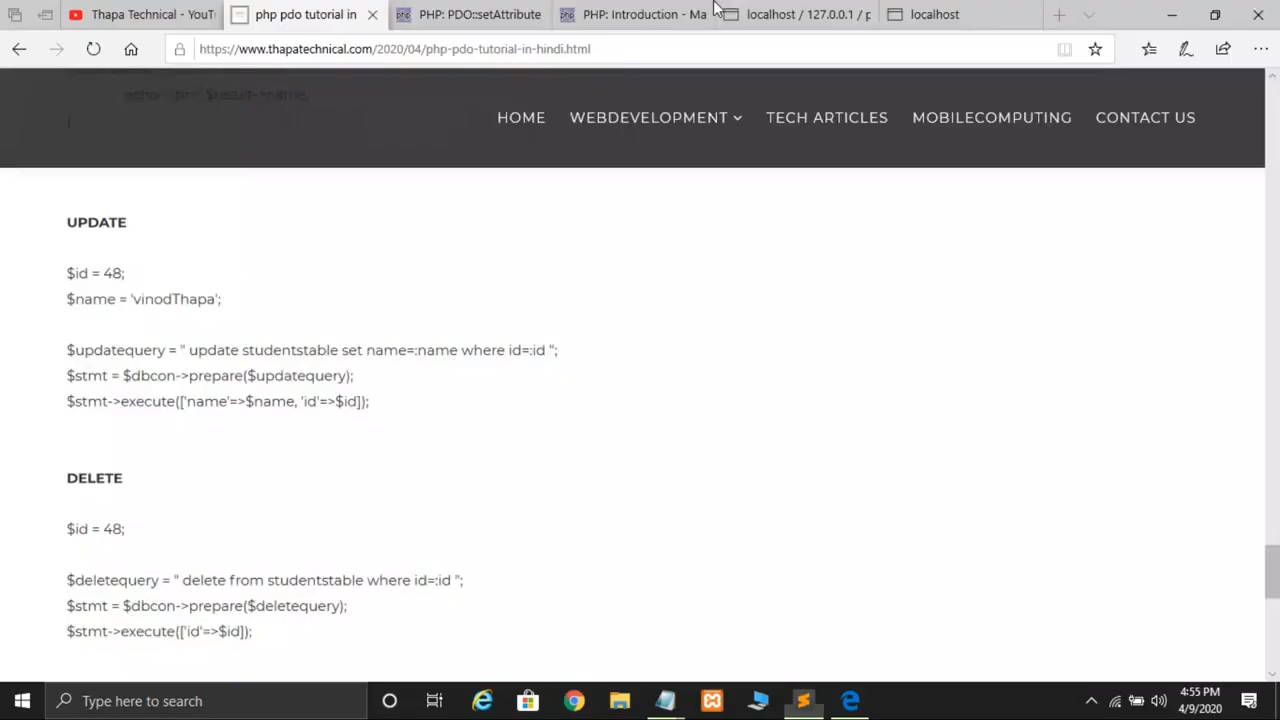 Thapa Technical - YouT
php pdo tutorial in
PHP: PDO::setAttribute
PHP: Introduction - Ma
localhost / 127.0.0.1 / p
localhost
https://www.thapatechnical.com/2020/04/php-pdo-tutorial-in-hindi.html
HOME WEBDEVELOPMENT TECH ARTICLES MOBILECOMPUTING CONTACT US
UPDATE
$id = 48;
$name = 'vinodThapa';
$updatequery = " update studentstable set name=:name where id=:id ";
$stmt = $dbcon->prepare($updatequery);
$stmt->execute(['name'=>$name, 'id'=>$id]);
DELETE
$id = 48;
$deletequery = " delete from studentstable where id=:id ";
$stmt = $dbcon->prepare($deletequery);
$stmt->execute(['id'=>$id]);
Type here to search
4:55 PM
4/9/2020